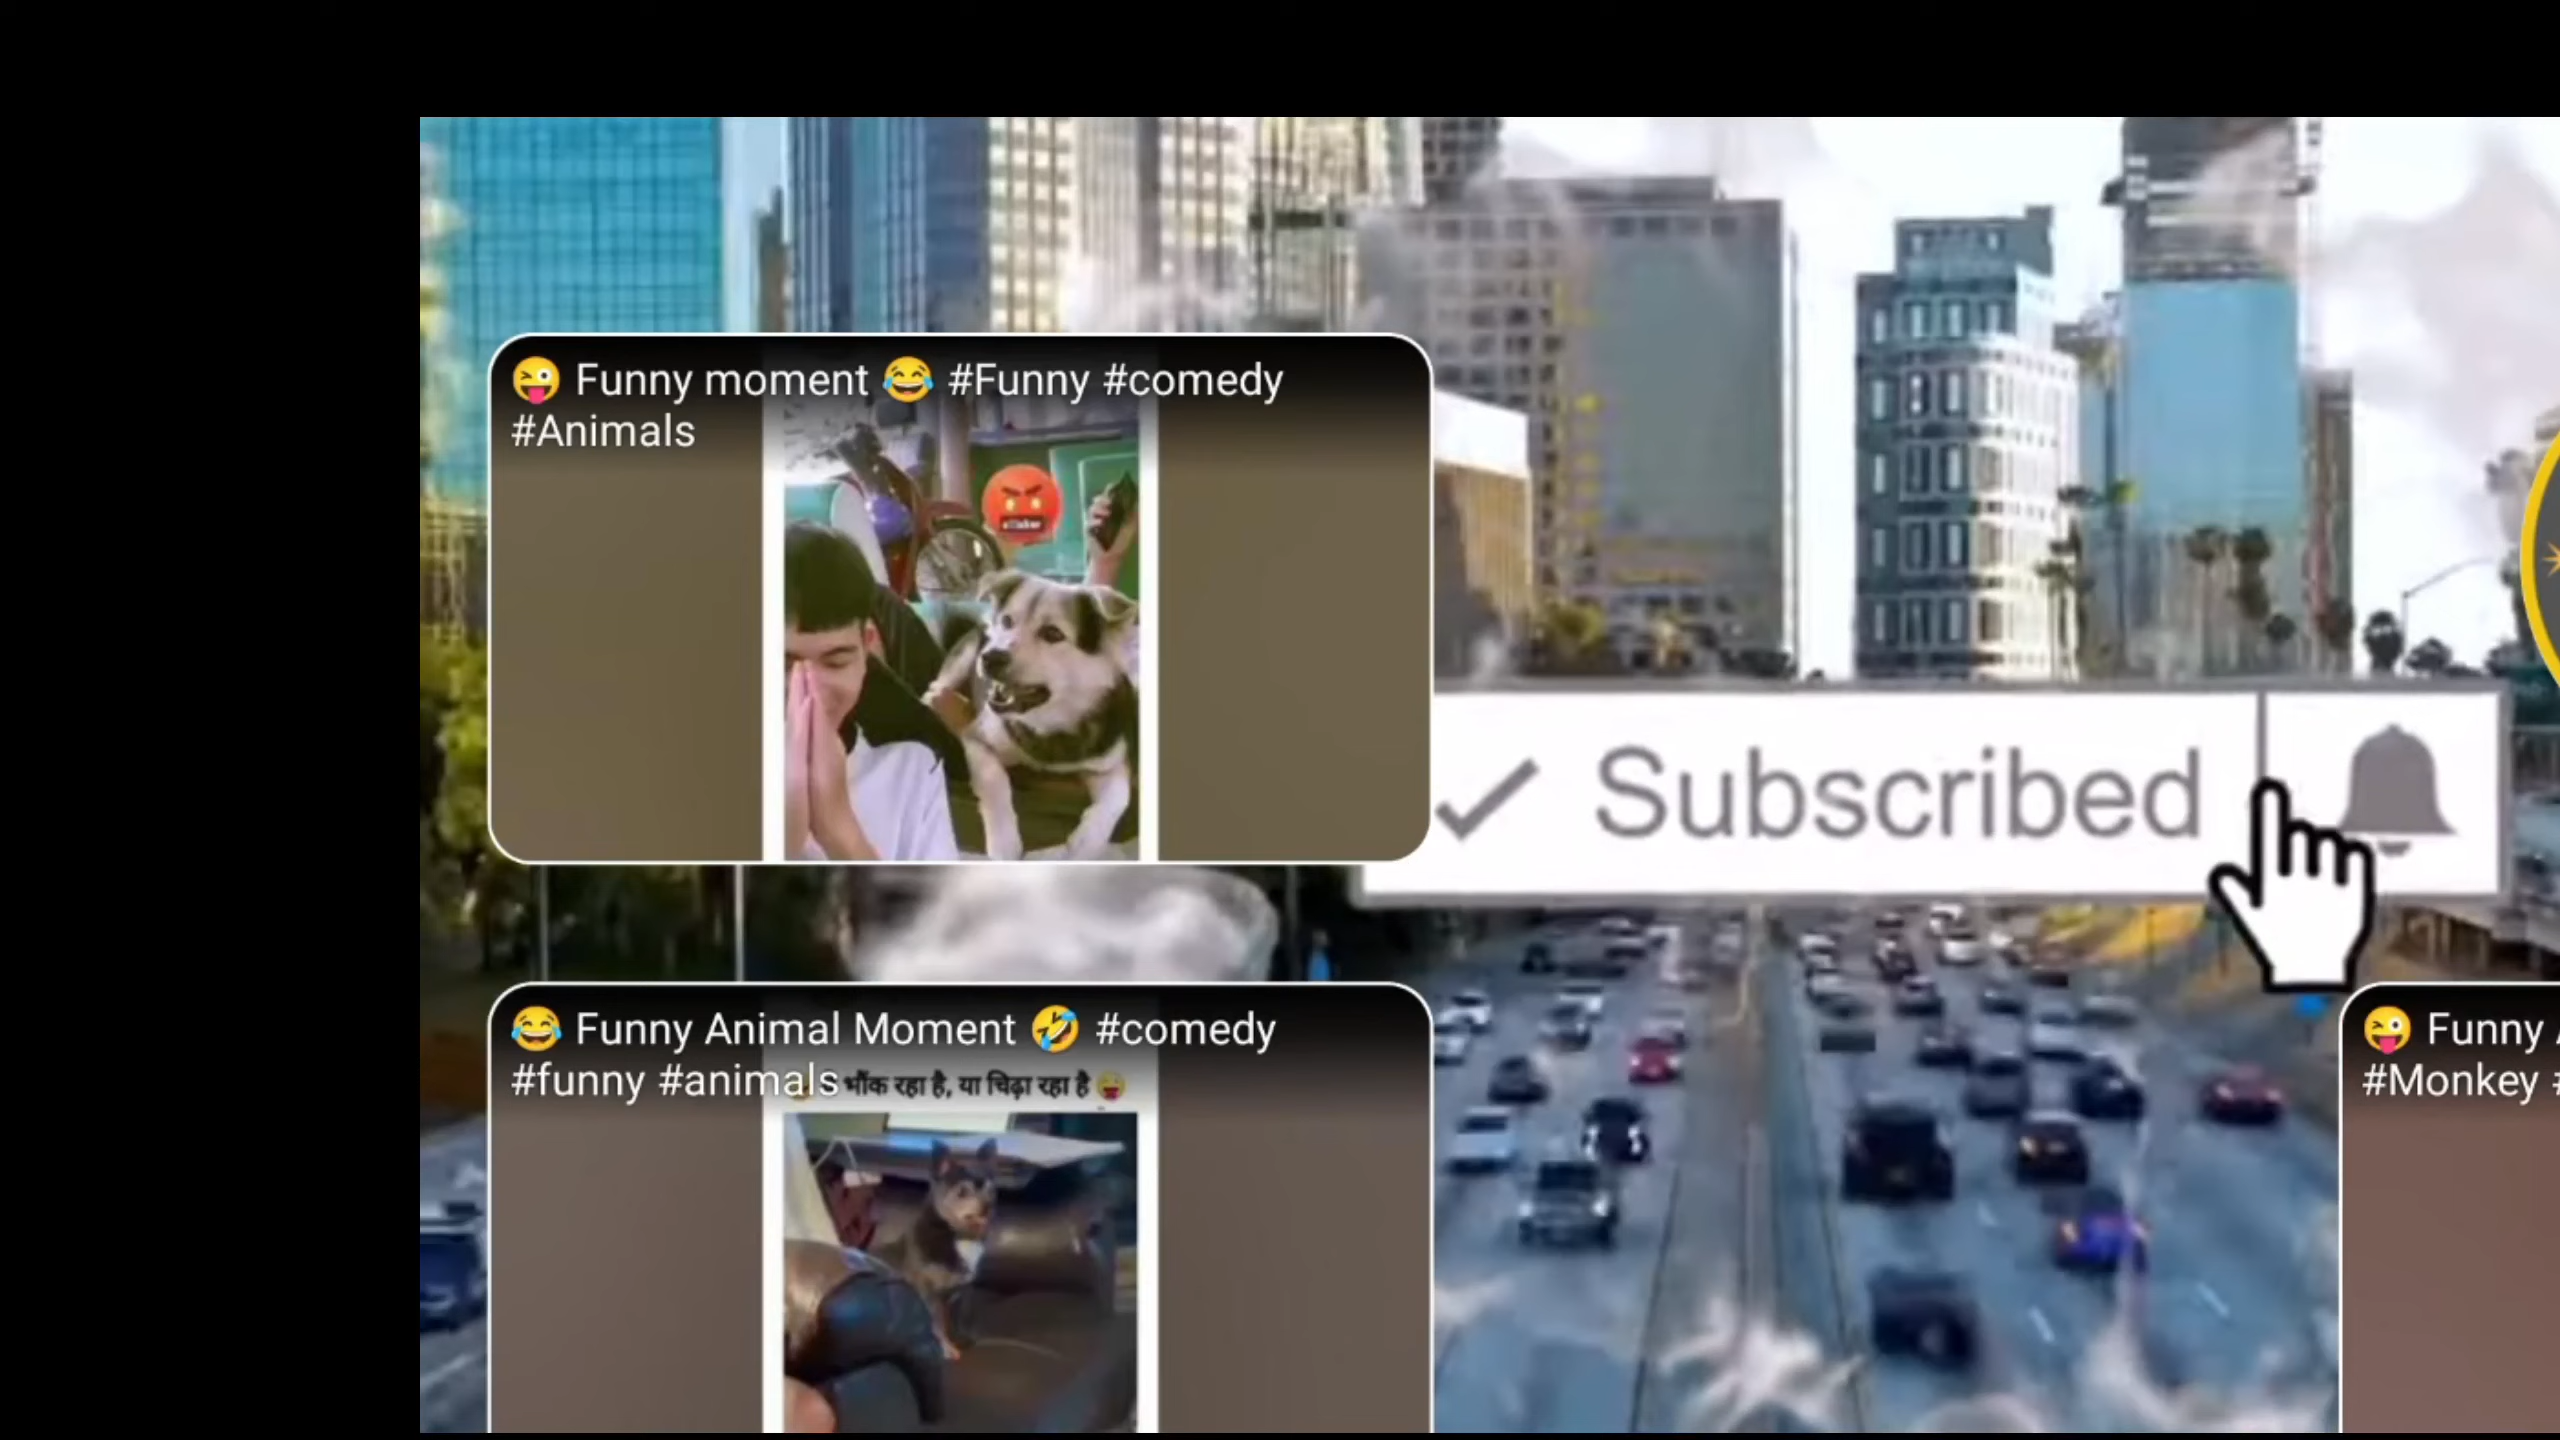 😜 Funny moment 😂 #Funny #comedy
#Animals
Subscribed
😂 Funny Animal Moment 🤣 #comedy
#funny #animals
भौंक रहा है, या चिढ़ा रहा है 😝
😜 Funny
#Monkey